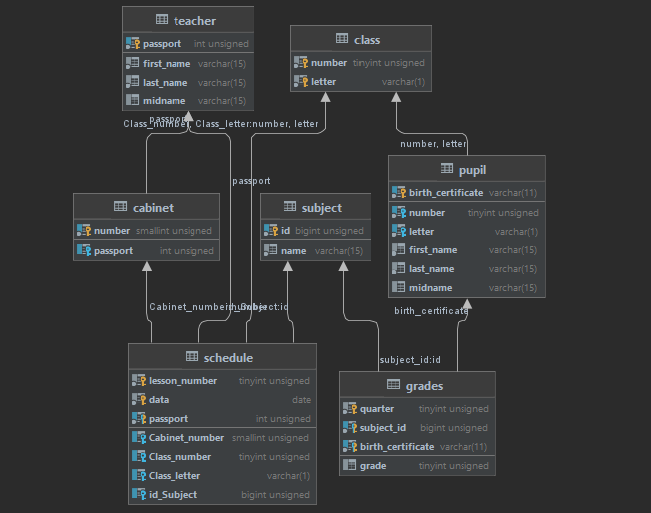 teacher
passport int unsigned
first_name varchar(15)
last_name varchar(15)
midname varchar(15)
class
number tinyint unsigned
letter varchar(1)
passport
Class_number, Class_letter:number, letter
number, letter
passport
pupil
birth_certificate varchar(11)
number tinyint unsigned
letter varchar(1)
first_name varchar(15)
last_name varchar(15)
midname varchar(15)
cabinet
number smallint unsigned
passport int unsigned
subject
id bigint unsigned
name varchar(15)
Cabinet_number:number
id_Subject:id
birth_certificate
subject_id:id
schedule
lesson_number tinyint unsigned
data date
passport int unsigned
Cabinet_number smallint unsigned
Class_number tinyint unsigned
Class_letter varchar(1)
id_Subject bigint unsigned
grades
quarter tinyint unsigned
subject_id bigint unsigned
birth_certificate varchar(11)
grade tinyint unsigned